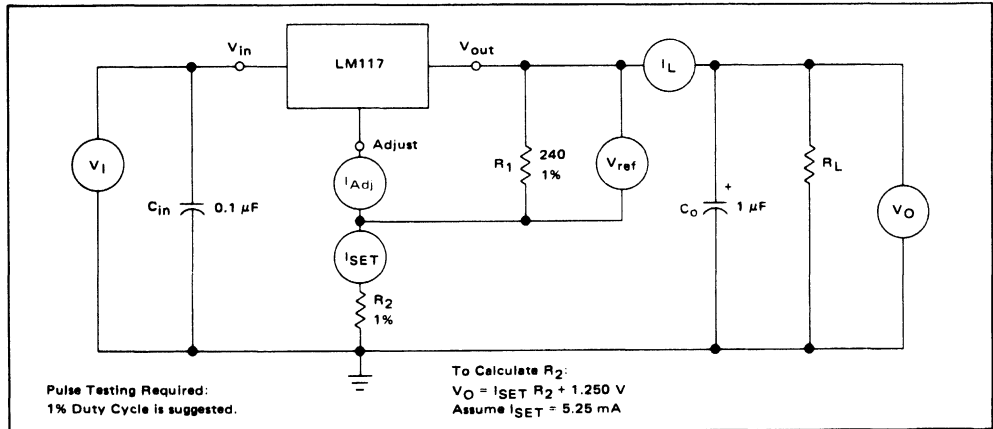 Vin
LM117
Vout
IL
Adjust
VI
IAdj
R1
240
1%
Vref
RL
Cin
0.1 μF
ISET
Co
+
1 μF
VO
R2
1%
Pulse Testing Required:
1% Duty Cycle is suggested.
To Calculate R2:
VO = ISET R2 + 1.250 V
Assume ISET = 5.25 mA